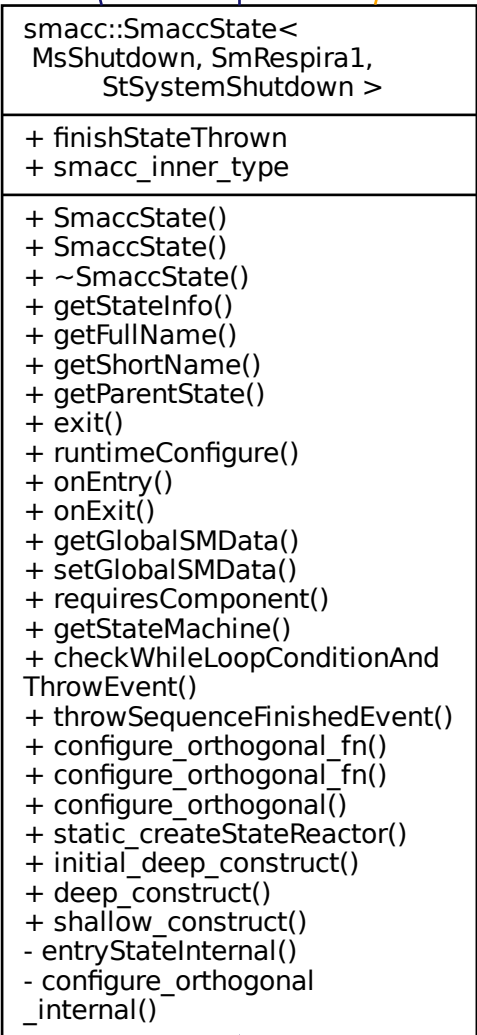 smacc::SmaccState<
MsShutdown, SmRespira1,
StSystemShutdown >
+ finishStateThrown
+ smacc_inner_type
+ SmaccState()
+ SmaccState()
+ ~SmaccState()
+ getStateInfo()
+ getFullName()
+ getShortName()
+ getParentState()
+ exit()
+ runtimeConfigure()
+ onEntry()
+ onExit()
+ getGlobalSMData()
+ setGlobalSMData()
+ requiresComponent()
+ getStateMachine()
+ checkWhileLoopConditionAnd
ThrowEvent()
+ throwSequenceFinishedEvent()
+ configure_orthogonal_fn()
+ configure_orthogonal_fn()
+ configure_orthogonal()
+ static_createStateReactor()
+ initial_deep_construct()
+ deep_construct()
+ shallow_construct()
- entryStateInternal()
- configure_orthogonal
_internal()